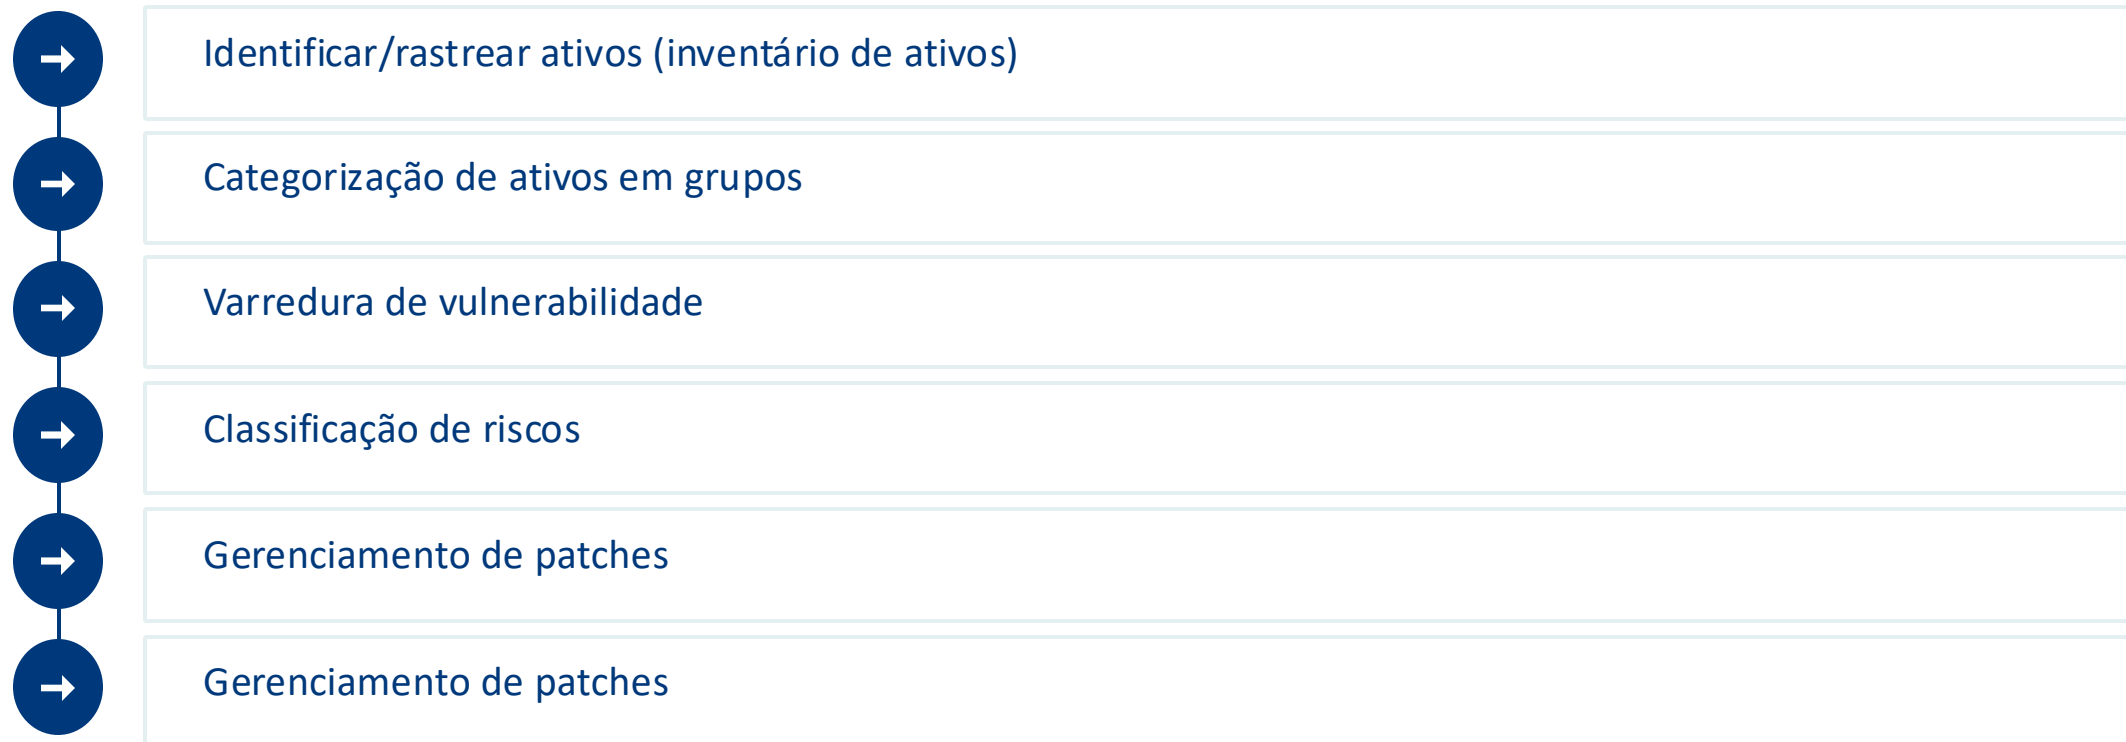 Identificar/rastrear ativos (inventário de ativos)
Categorização de ativos em grupos
Varredura de vulnerabilidade
Classificação de riscos
Gerenciamento de patches
Gerenciamento de patches